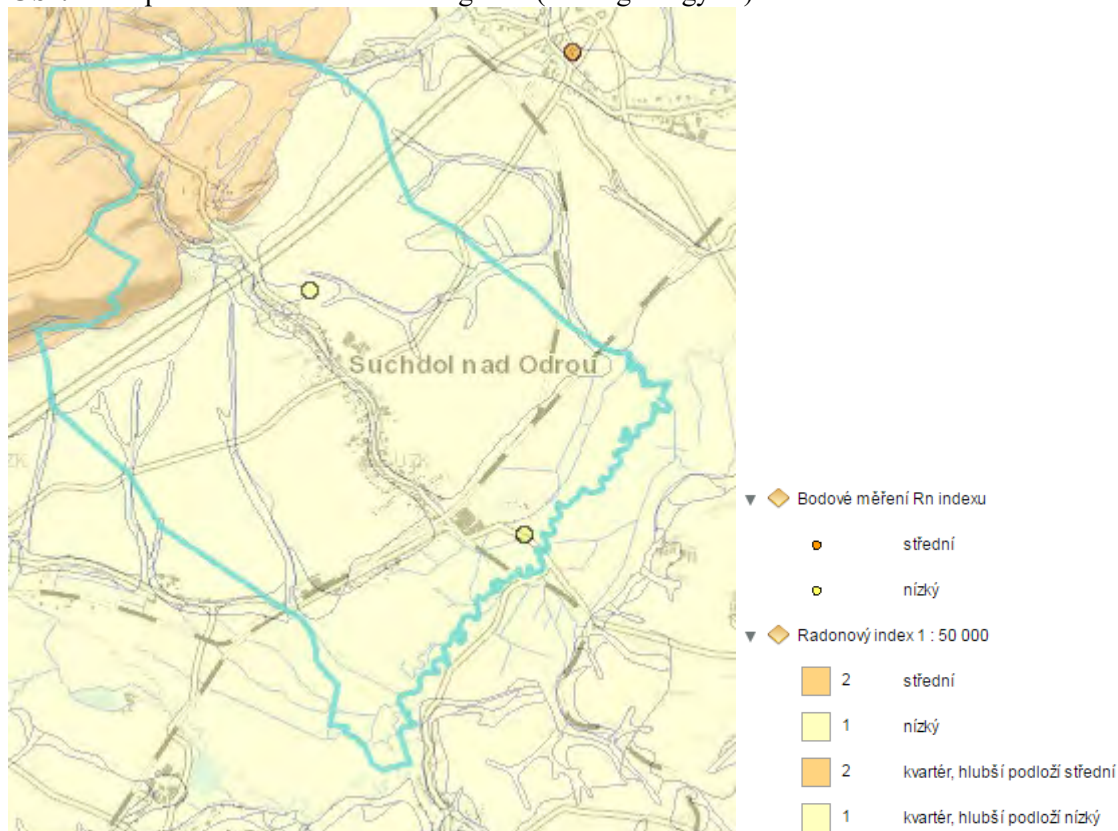 Suchdol nad Odrou
▼ Bodové měření Rn indexu
střední
nízký
▼ Radonový index 1 : 50 000
2 střední
1 nízký
2 kvartér, hlubší podloží střední
1 kvartér, hlubší podloží nízký